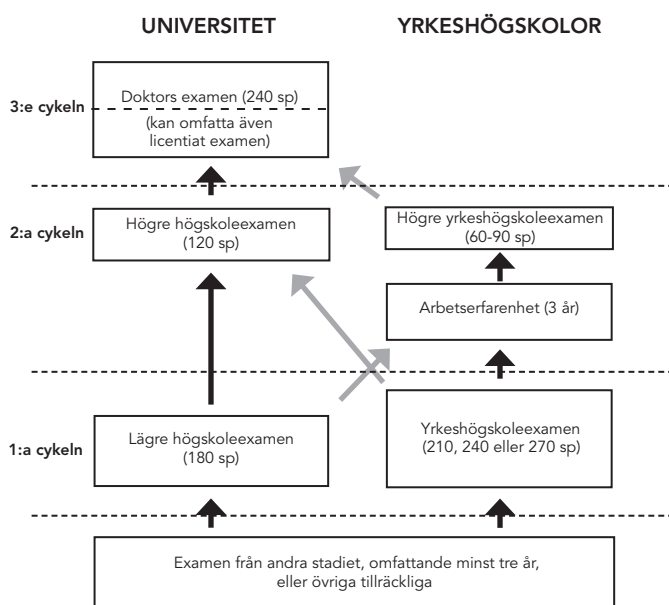 UNIVERSITET
YRKESHÖGSKOLOR
3:e cykeln
Doktors examen (240 sp)
(kan omfatta även
licentiat examen)
2:a cykeln
Högre högskoleexamen
(120 sp)
Högre yrkeshögskoleexamen
(60-90 sp)
Arbetserfarenhet (3 år)
1:a cykeln
Lägre högskoleexamen
(180 sp)
Yrkeshögskoleexamen
(210, 240 eller 270 sp)
Examen från andra stadiet, omfattande minst tre år,
eller övriga tillräckliga